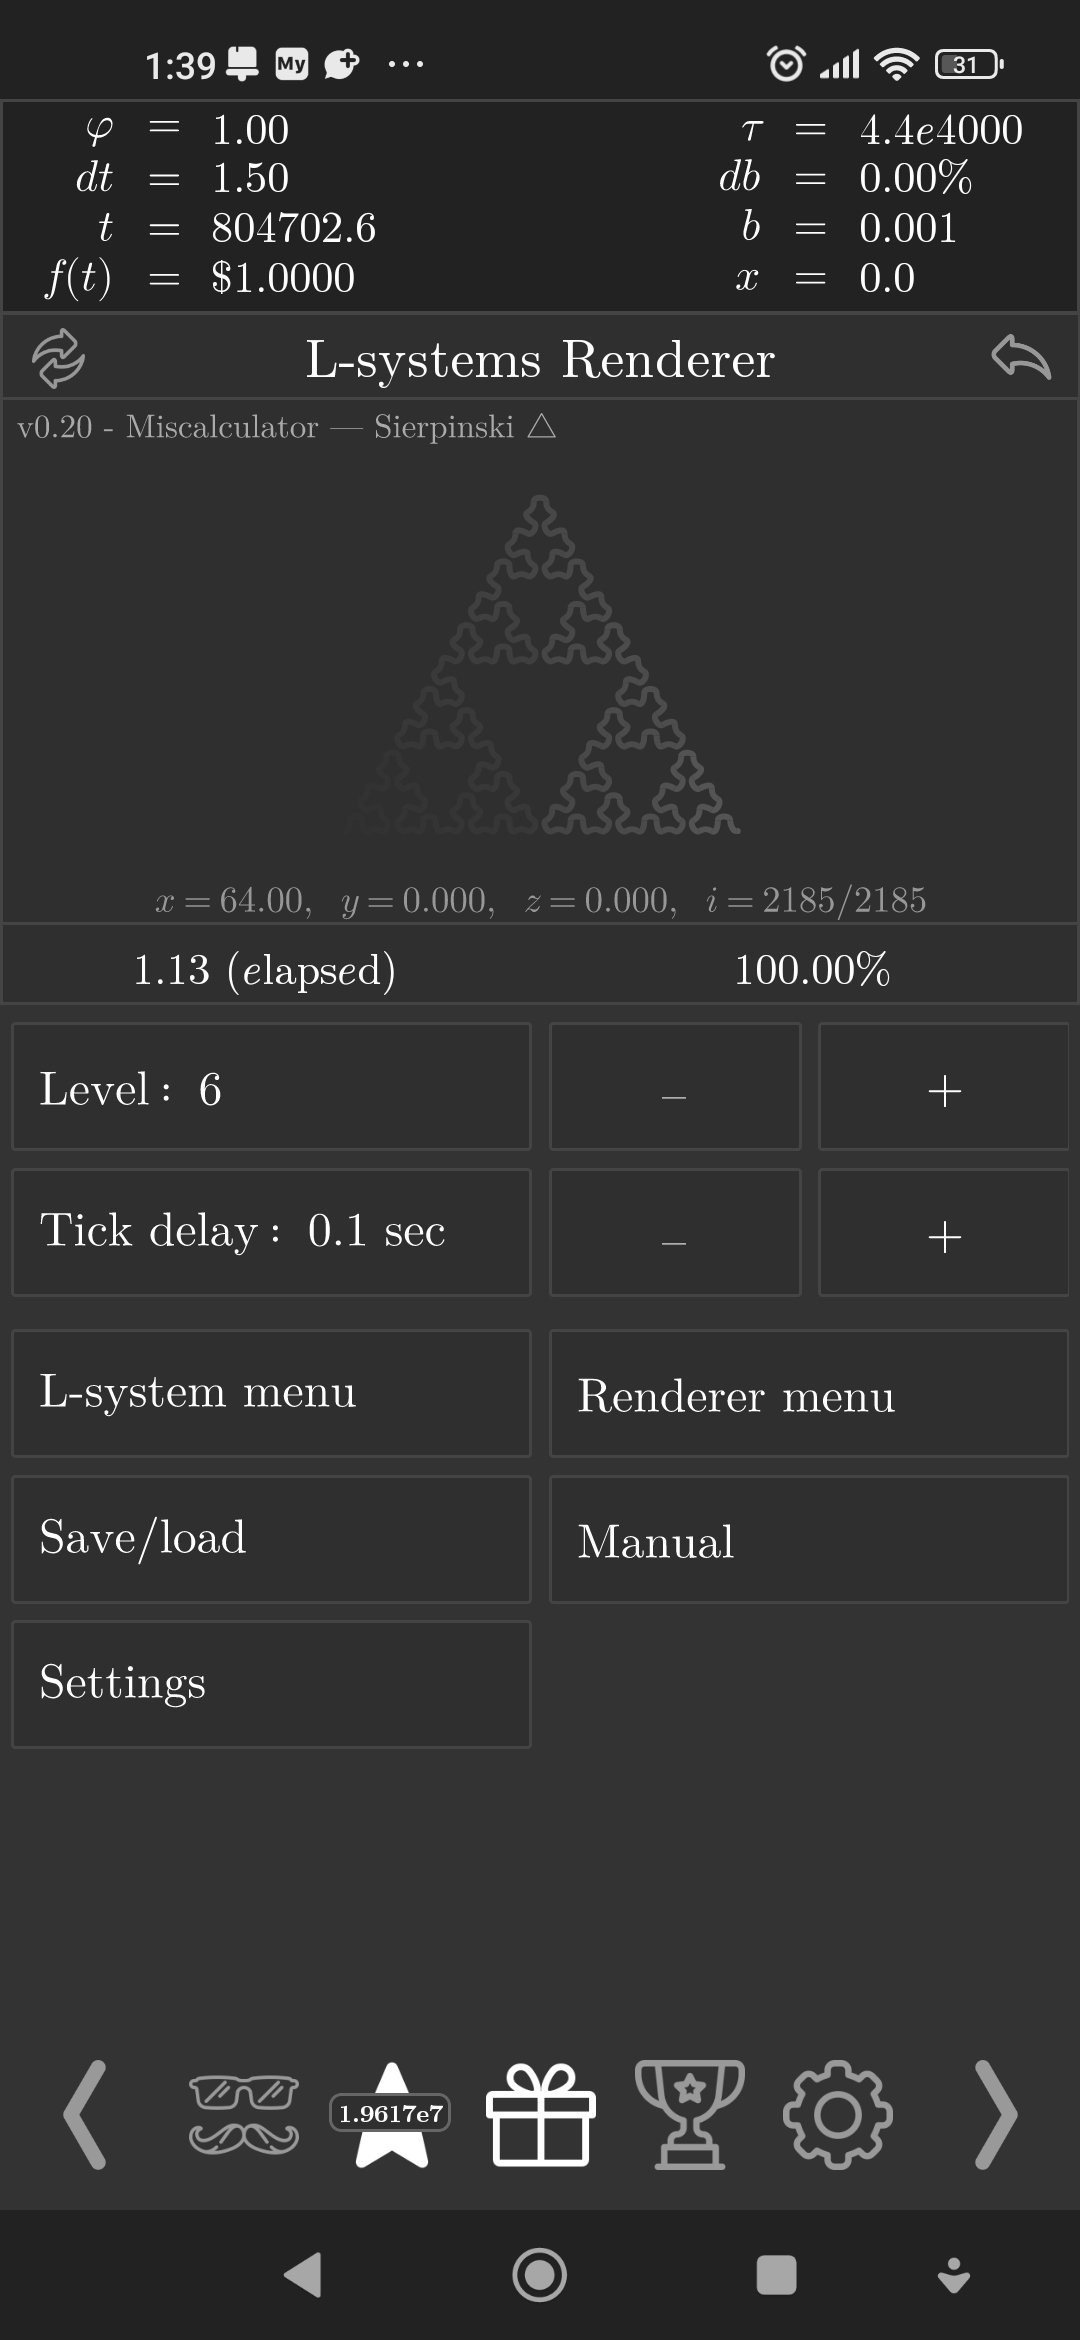 1:39 My ... 31
φ = 1.00 τ = 4.4e4000
dt = 1.50 db = 0.00%
t = 804702.6 b = 0.001
f(t) = $1.0000 x = 0.0
L-systems Renderer
v0.20 - Miscalculator — Sierpinski △
x = 64.00, y = 0.000, z = 0.000, i = 2185/2185
1.13 (elapsed) 100.00%
Level: 6 – +
Tick delay: 0.1 sec – +
L-system menu Renderer menu
Save/load Manual
Settings
1.9617e7